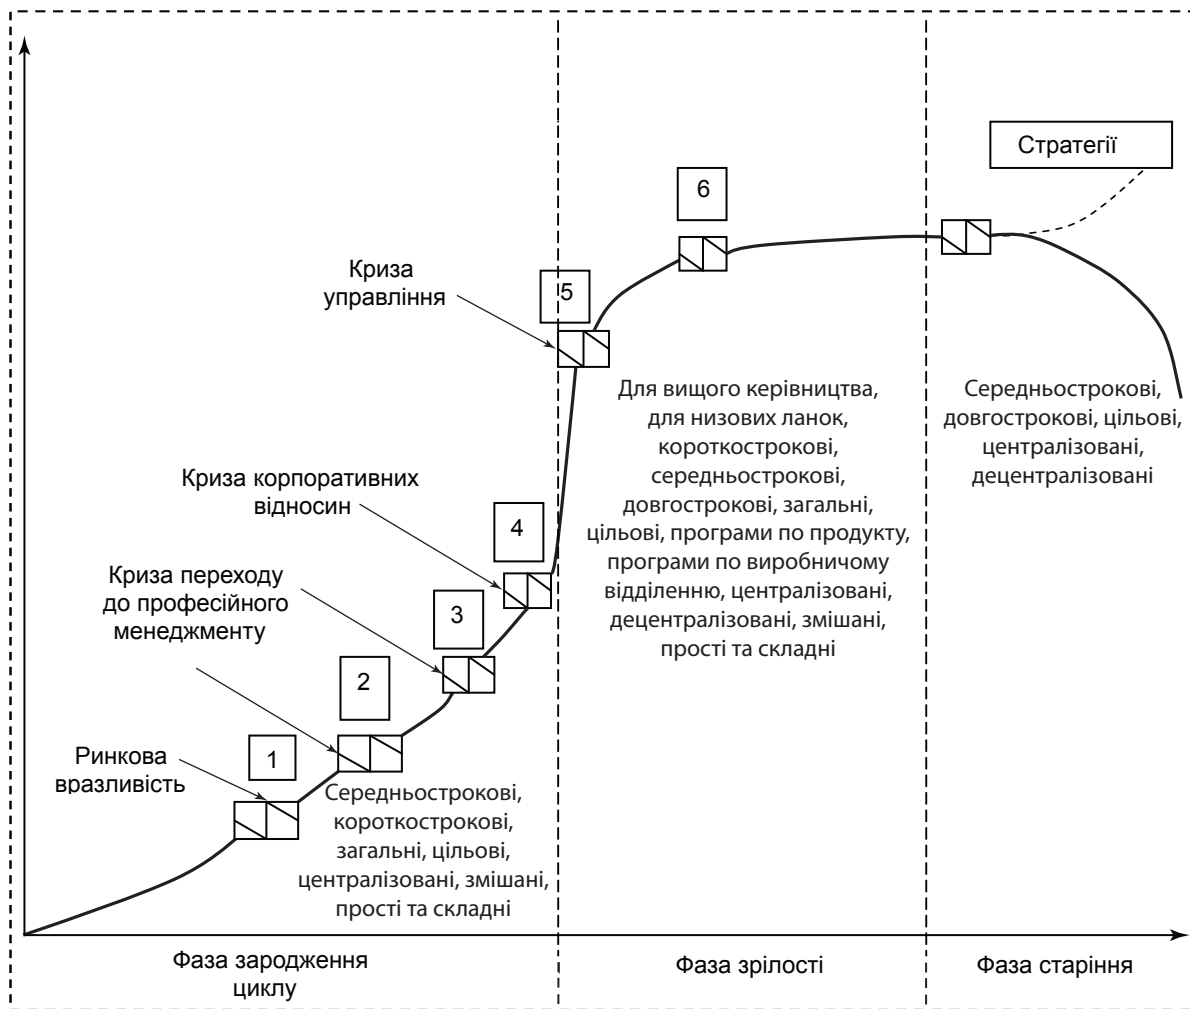 Стратегії
6
Криза
управління
5
Для вищого керівництва,
для низових ланок,
короткострокові,
середньострокові,
довгострокові, загальні,
цільові, програми по продукту,
програми по виробничому
відділенню, централізовані,
децентралізовані, змішані,
прості та складні
Середньострокові,
довгострокові, цільові,
централізовані,
децентралізовані
Криза корпоративних
відносин
4
Криза переходу
до професійного
менеджменту
3
2
Ринкова
вразливість
1
Середньострокові,
короткострокові,
загальні, цільові,
централізовані, змішані,
прості та складні
Фаза зародження
циклу
Фаза зрілості
Фаза старіння